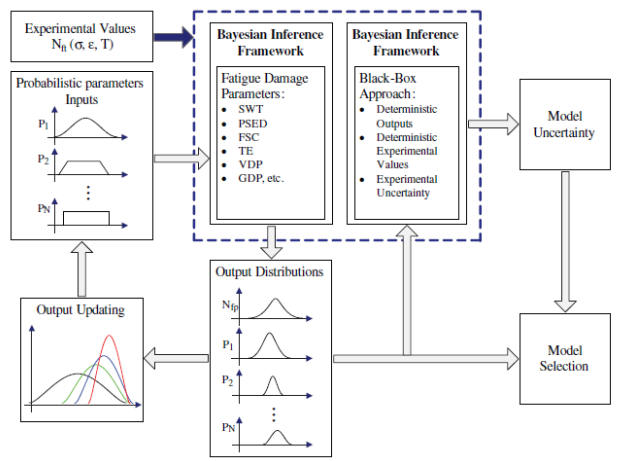 Experimental Values
Nft (σ, ε, T)
Probabilistic parameters
Inputs
P1
P2
PN
Bayesian Inference
Framework
Fatigue Damage
Parameters:
• SWT
• PSED
• FSC
• TE
• VDP
• GDP, etc.
Bayesian Inference
Framework
Black-Box
Approach:
• Deterministic
Outputs
• Deterministic
Experimental
Values
• Experimental
Uncertainty
Model
Uncertainty
Output Distributions
Nfp
P1
P2
PN
Output Updating
Model
Selection